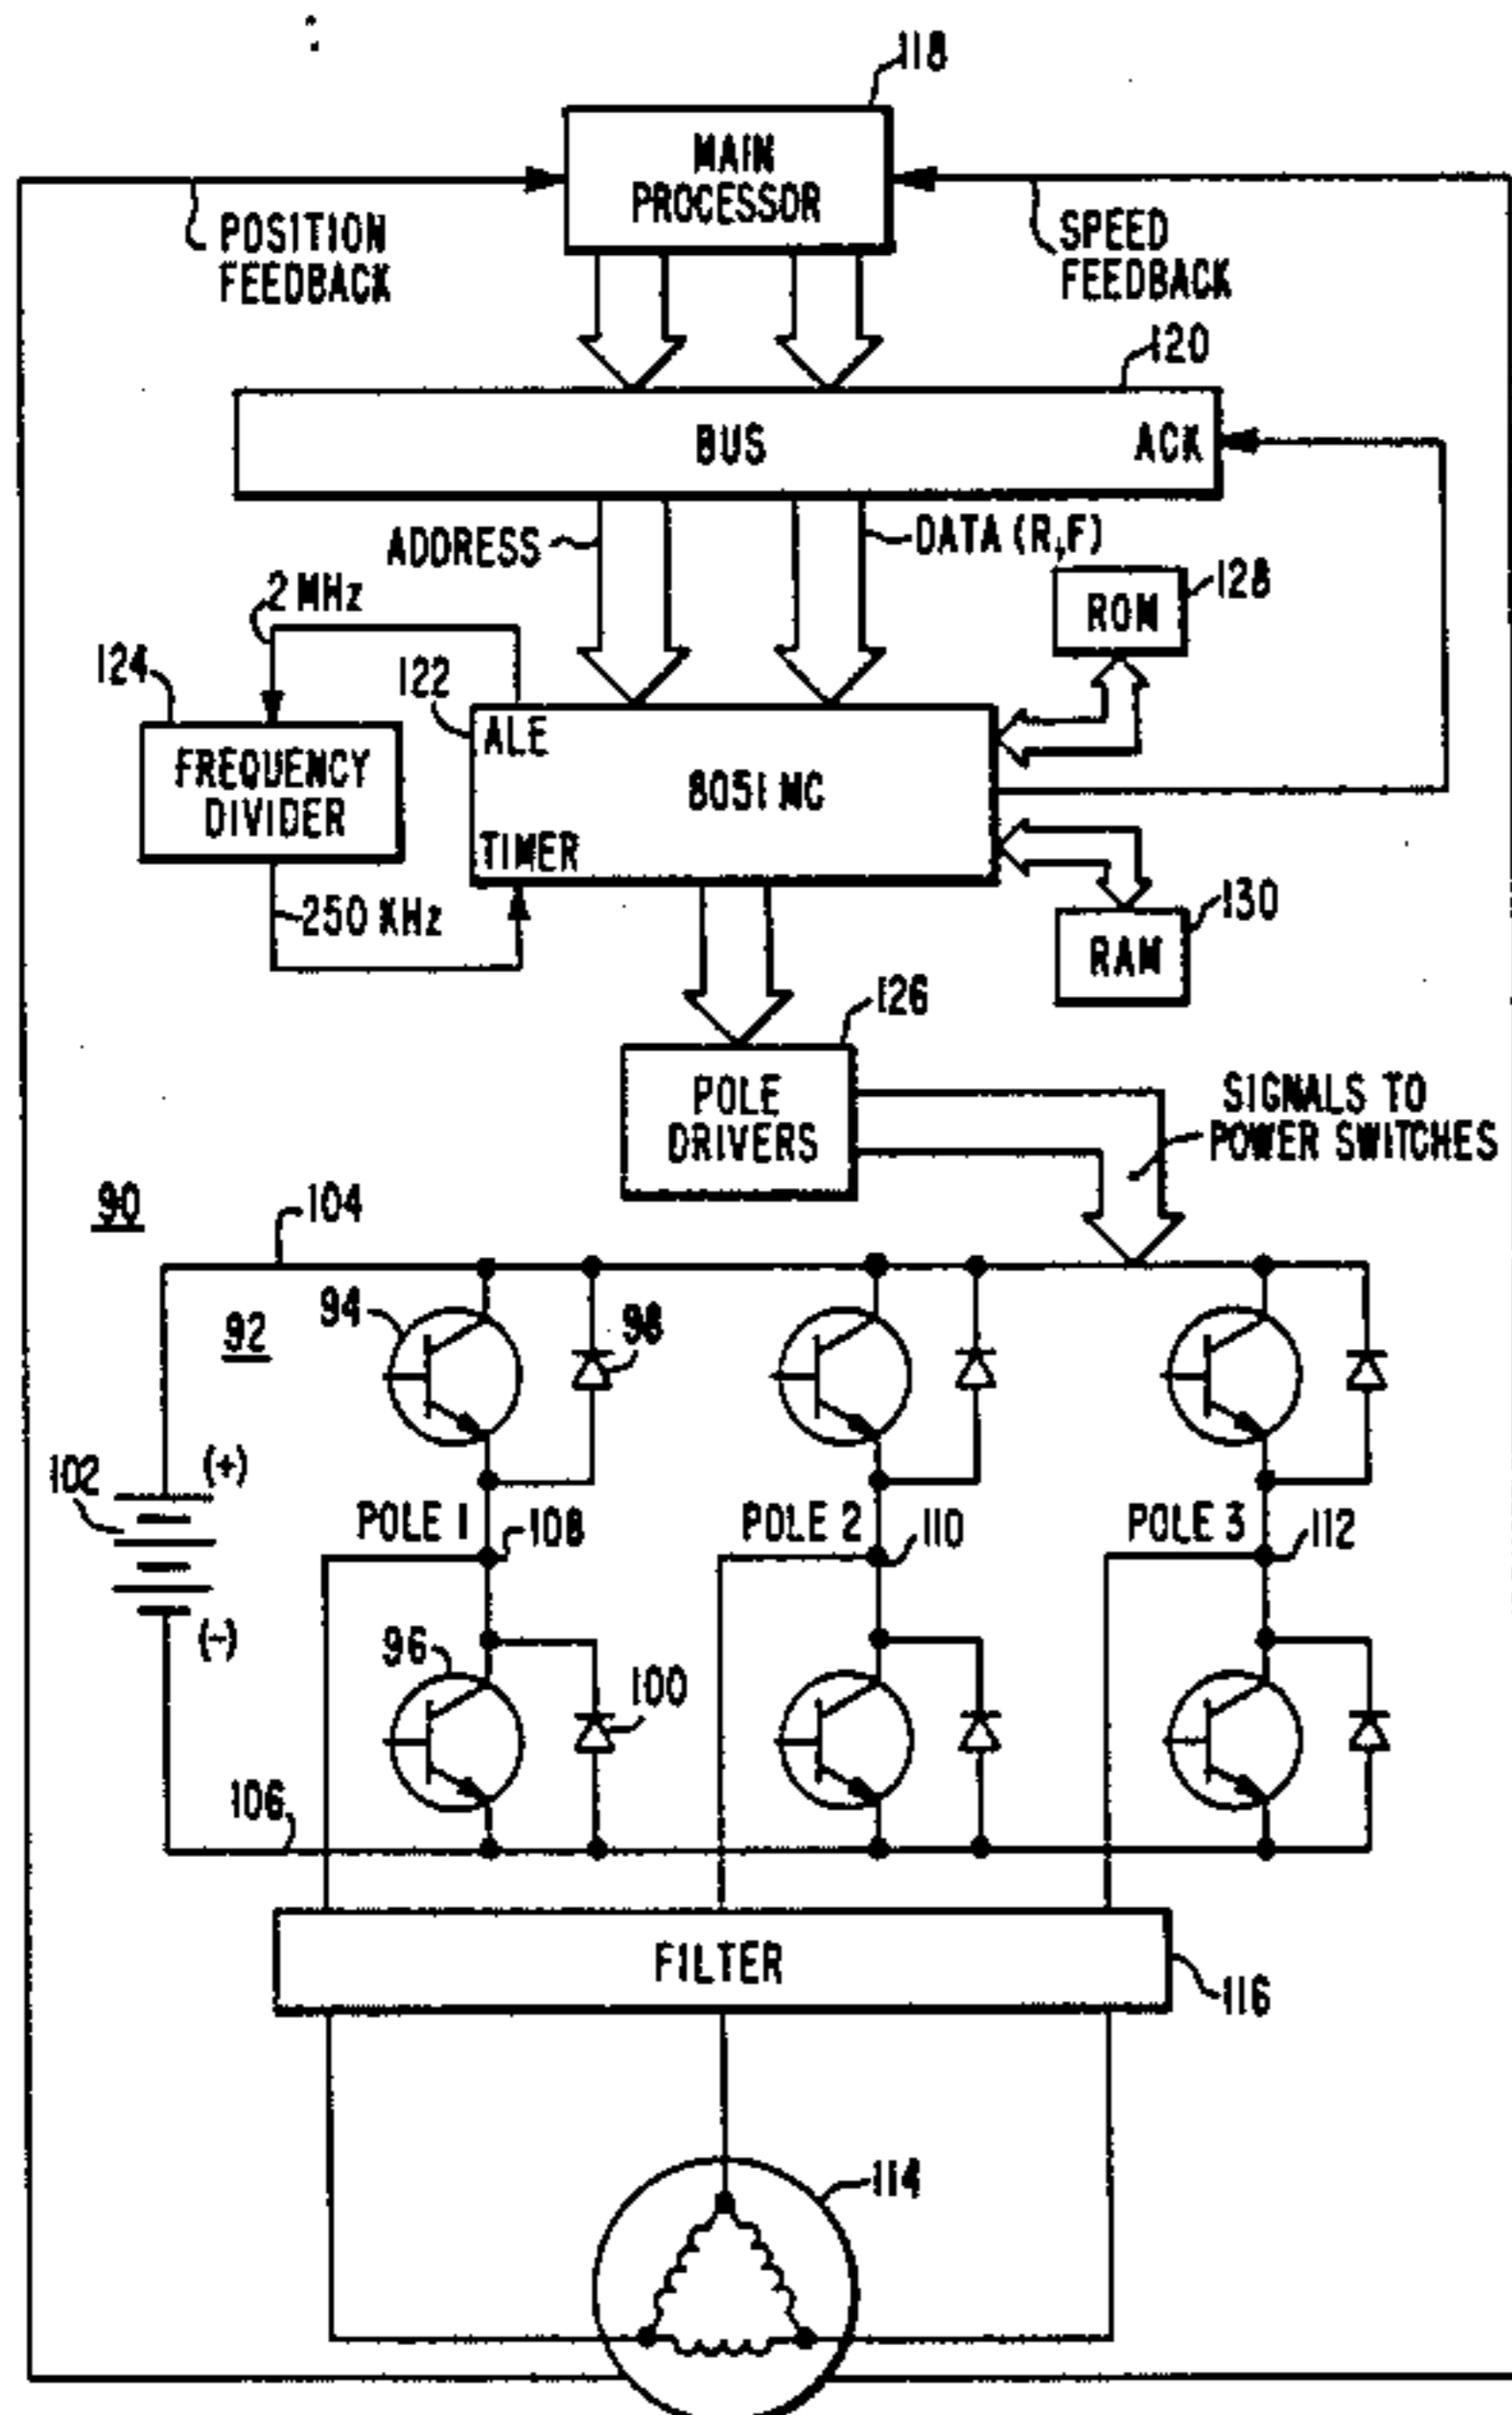 118
MAIN
PROCESSOR
POSITION
FEEDBACK
SPEED
FEEDBACK
120
BUS
ACK
ADDRESS
DATA (R,F)
2 MHz
ROM
128
124
122
ALE
FREQUENCY
DIVIDER
8051 MC
TIMER
250 KHz
130
RAM
126
POLE
DRIVERS
SIGNALS TO
POWER SWITCHES
90
104
94
92
98
102
(+)
POLE 1
108
POLE 2
110
POLE 3
112
(-)
96
100
106
FILTER
116
114